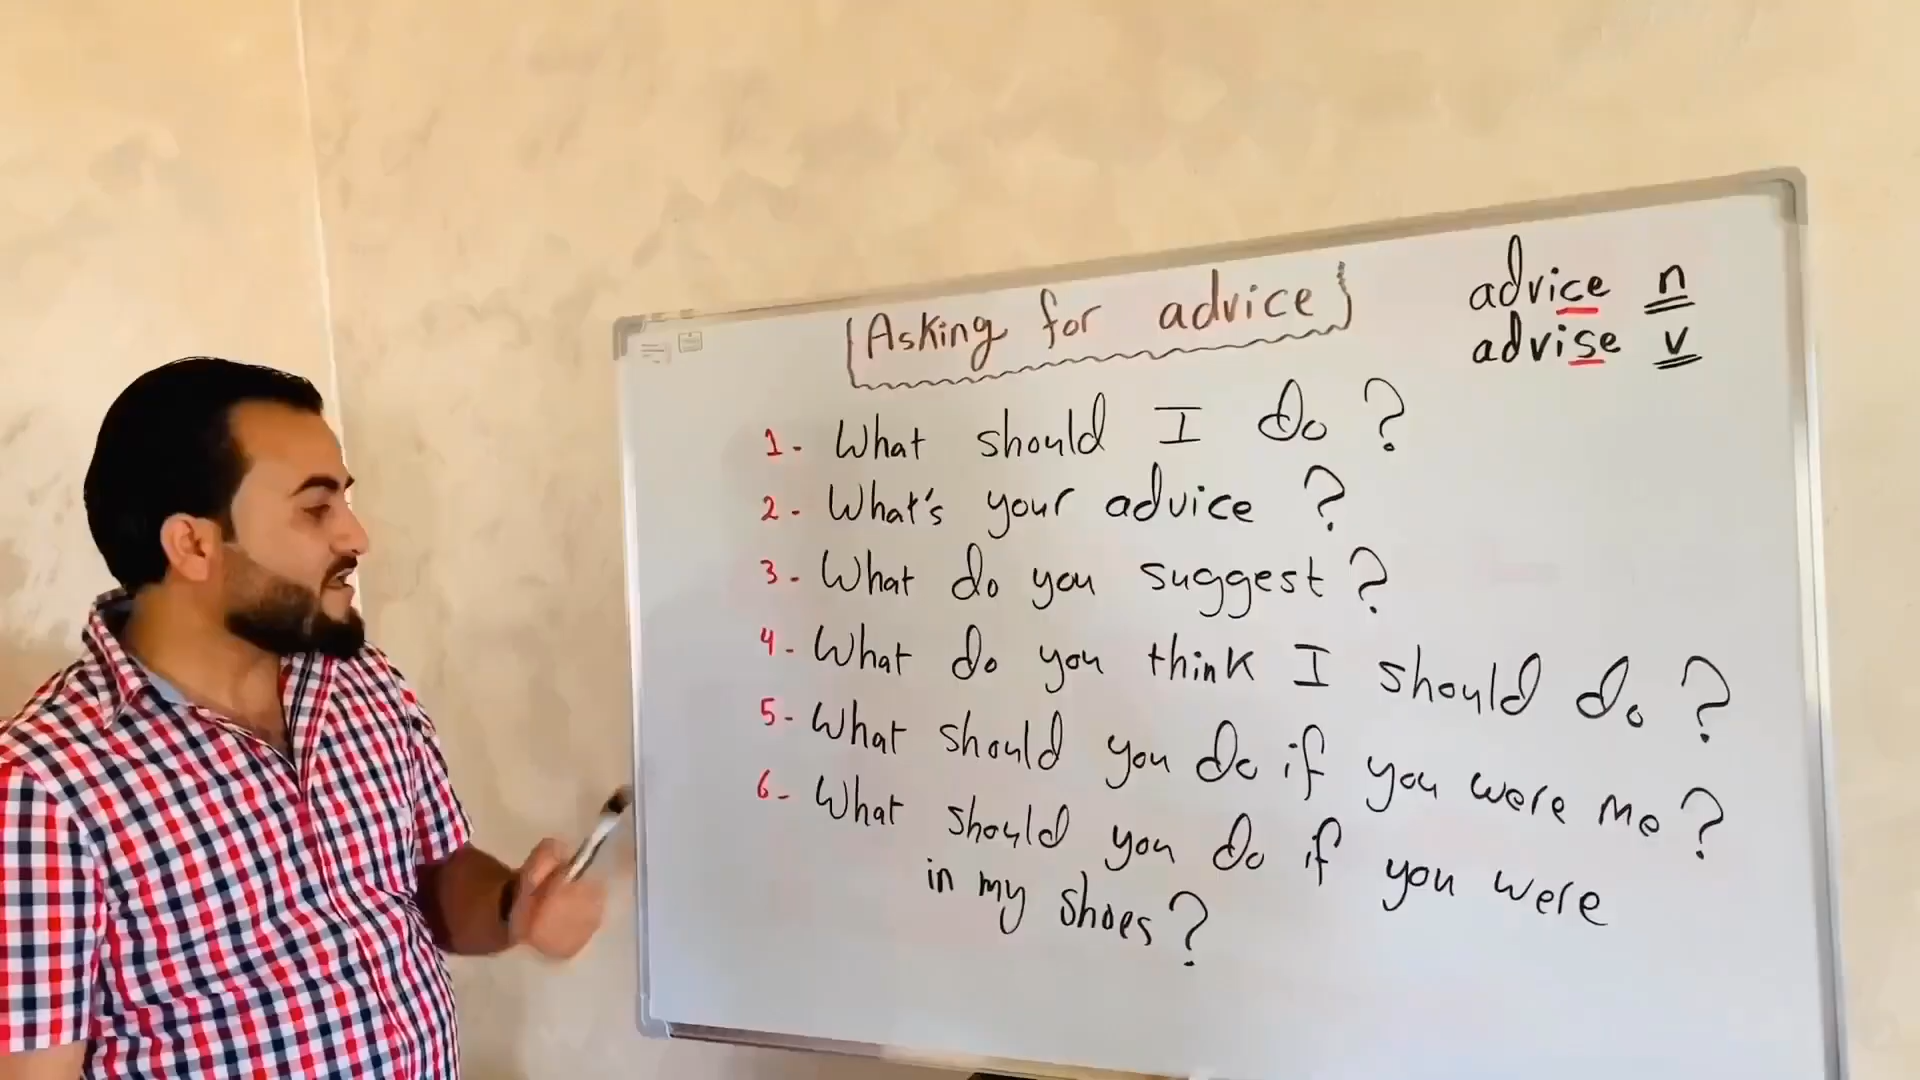 Asking for advice
advice n
advise v
1- What should I do?
2- What's your advice?
3- What do you suggest?
4- What do you think I should do?
5- What should you do if you were me?
6- What should you do if you were
in my shoes?